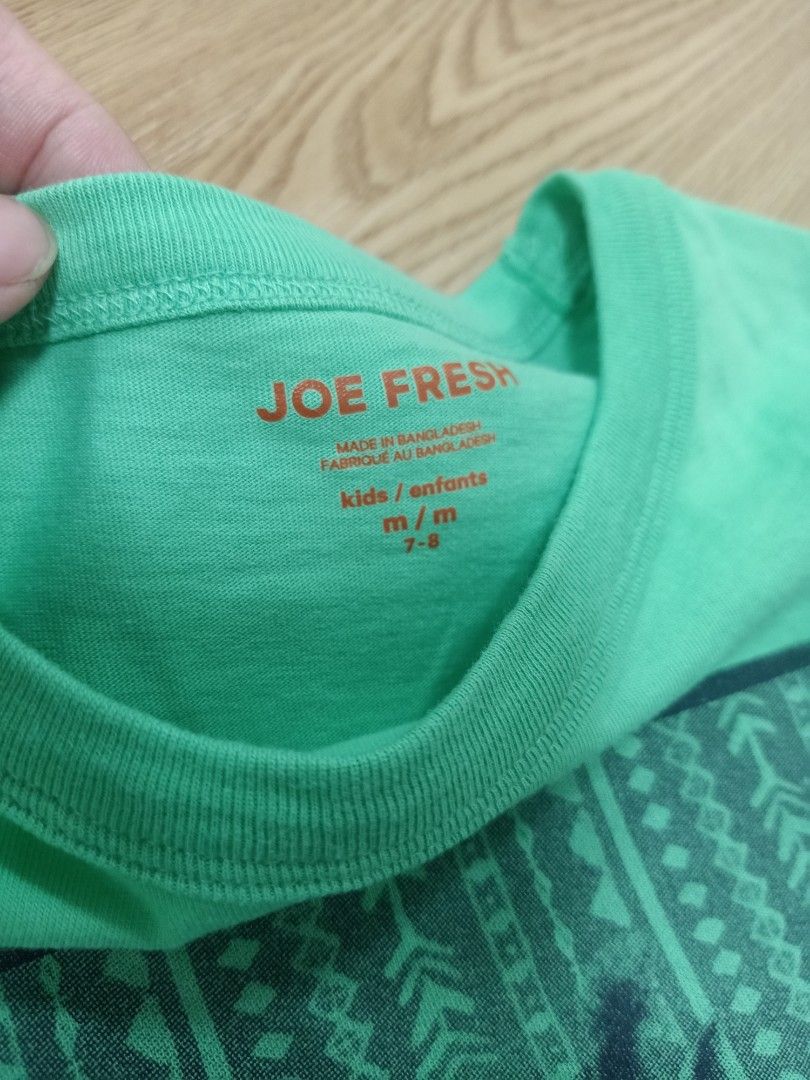 JOE FRESH
MADE IN BANGLADESH
FABRIQUÉ AU BANGLADESH
kids / enfants
m / m
7-8